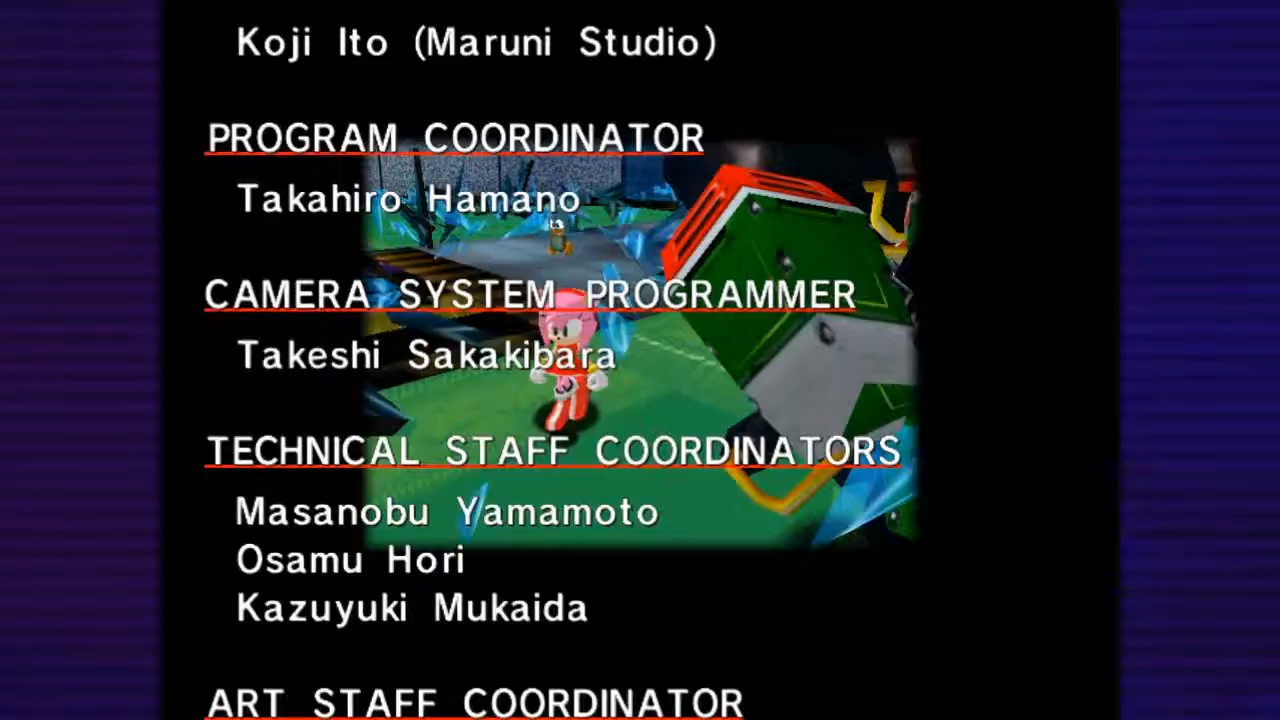 Koji Ito (Maruni Studio)
PROGRAM COORDINATOR
Takahiro Hamano
CAMERA SYSTEM PROGRAMMER
Takeshi Sakakibara
TECHNICAL STAFF COORDINATORS
Masanobu Yamamoto
Osamu Hori
Kazuyuki Mukaida
ART STAFF COORDINATOR